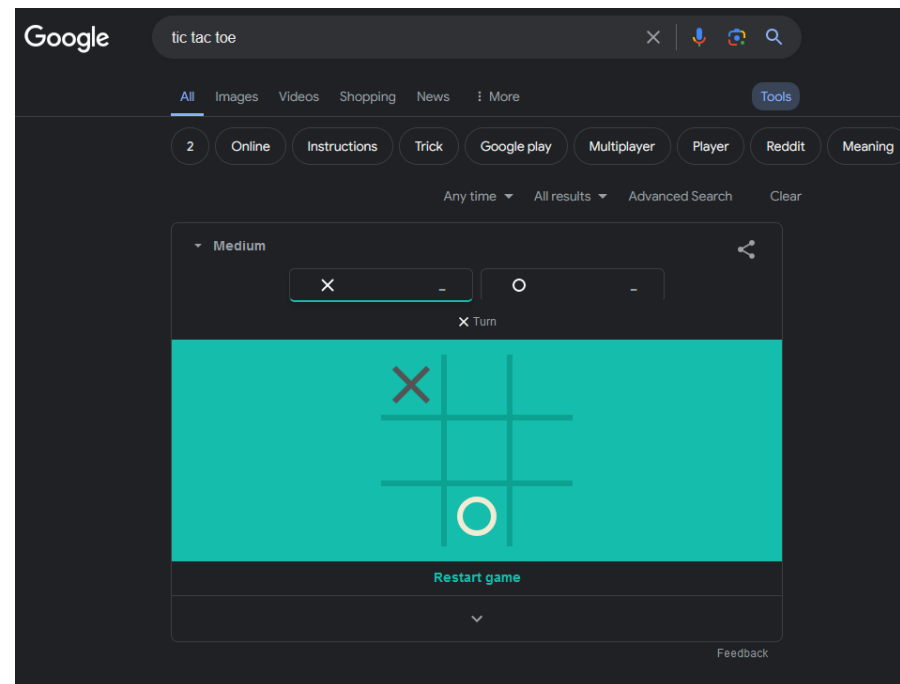 Google tic tac toe
All Images Videos Shopping News More Tools
2 Online Instructions Trick Google play Multiplayer Player Reddit Meaning
Any time All results Advanced Search Clear
Medium
X – O –
X Turn
X
O
Restart game
Feedback